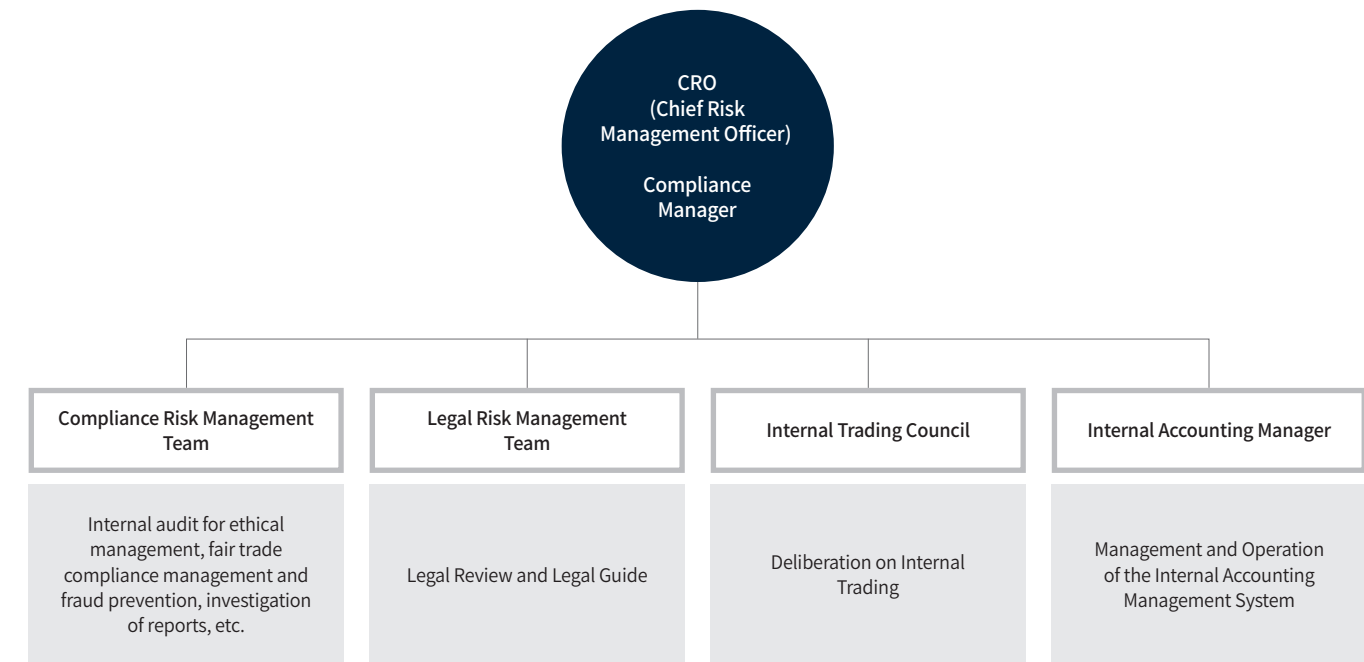 CRO
(Chief Risk
Management Officer)
Compliance
Manager
Compliance Risk Management
Team
Legal Risk Management
Team
Internal Trading Council
Internal Accounting Manager
Internal audit for ethical
management, fair trade
compliance management and
fraud prevention, investigation
of reports, etc.
Legal Review and Legal Guide
Deliberation on Internal
Trading
Management and Operation
of the Internal Accounting
Management System